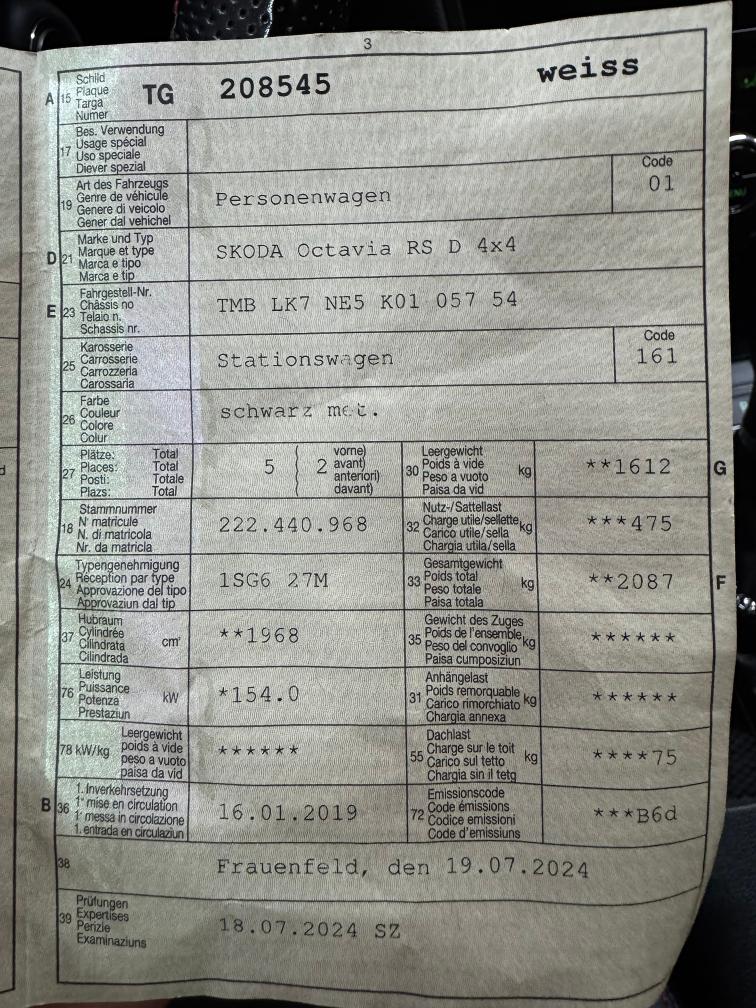 3
A 15 Schild Plaque Targa Numer TG 208545 weiss
17 Bes. Verwendung Usage spécial Uso speciale Diever spezial
19 Art des Fahrzeugs Genre de véhicule Genere di veicolo Gener dal vehichel Personenwagen Code 01
D 21 Marke und Typ Marque et type Marca e tipo Marca e tip SKODA Octavia RS D 4x4
E 23 Fahrgestell-Nr. Châssis no Telaio n. Schassis nr. TMB LK7 NE5 K01 057 54
25 Karosserie Carrosserie Carrozzeria Carossaria Stationswagen Code 161
26 Farbe Couleur Colore Colur schwarz met.
27 Plätze: Total Places: Total Posti: Totale Plazs: Total 5 ( 2 vorne) avant) anteriori) davant)
30 Leergewicht Poids à vide Peso a vuoto Paisa da vid kg **1612 G
18 Stammnummer N° matricule N. di matricola Nr. da matricla 222.440.968
32 Nutz-/Sattellast Charge utile/sellette Carico utile/sella Chargia utila/sella kg ***475
24 Typengenehmigung Réception par type Approvazione del tipo Approvaziun dal tip 1SG6 27M
33 Gesamtgewicht Poids total Peso totale Paisa totala kg **2087 F
37 Hubraum Cylindrée Cilindrata Cilindrada cm³ **1968
35 Gewicht des Zuges Poids de l'ensemble Peso del convoglio Paisa cumposiziun kg ******
76 Leistung Puissance Potenza Prestaziun kW *154.0
31 Anhängelast Poids remorquable Carico rimorchiato Chargia annexa kg ******
78 kW/kg Leergewicht poids à vide peso a vuoto paisa da vid ******
55 Dachlast Charge sur le toit Carico sul tetto Chargia sin il tetg kg ****75
B 36 1. Inverkehrsetzung 1re mise en circulation 1a messa in circolazione 1. entrada en circulaziun 16.01.2019
72 Emissionscode Code émissions Codice emissioni Code d'emissiuns ***B6d
38 Frauenfeld, den 19.07.2024
39 Prüfungen Expertises Perizie Examinaziuns 18.07.2024 SZ